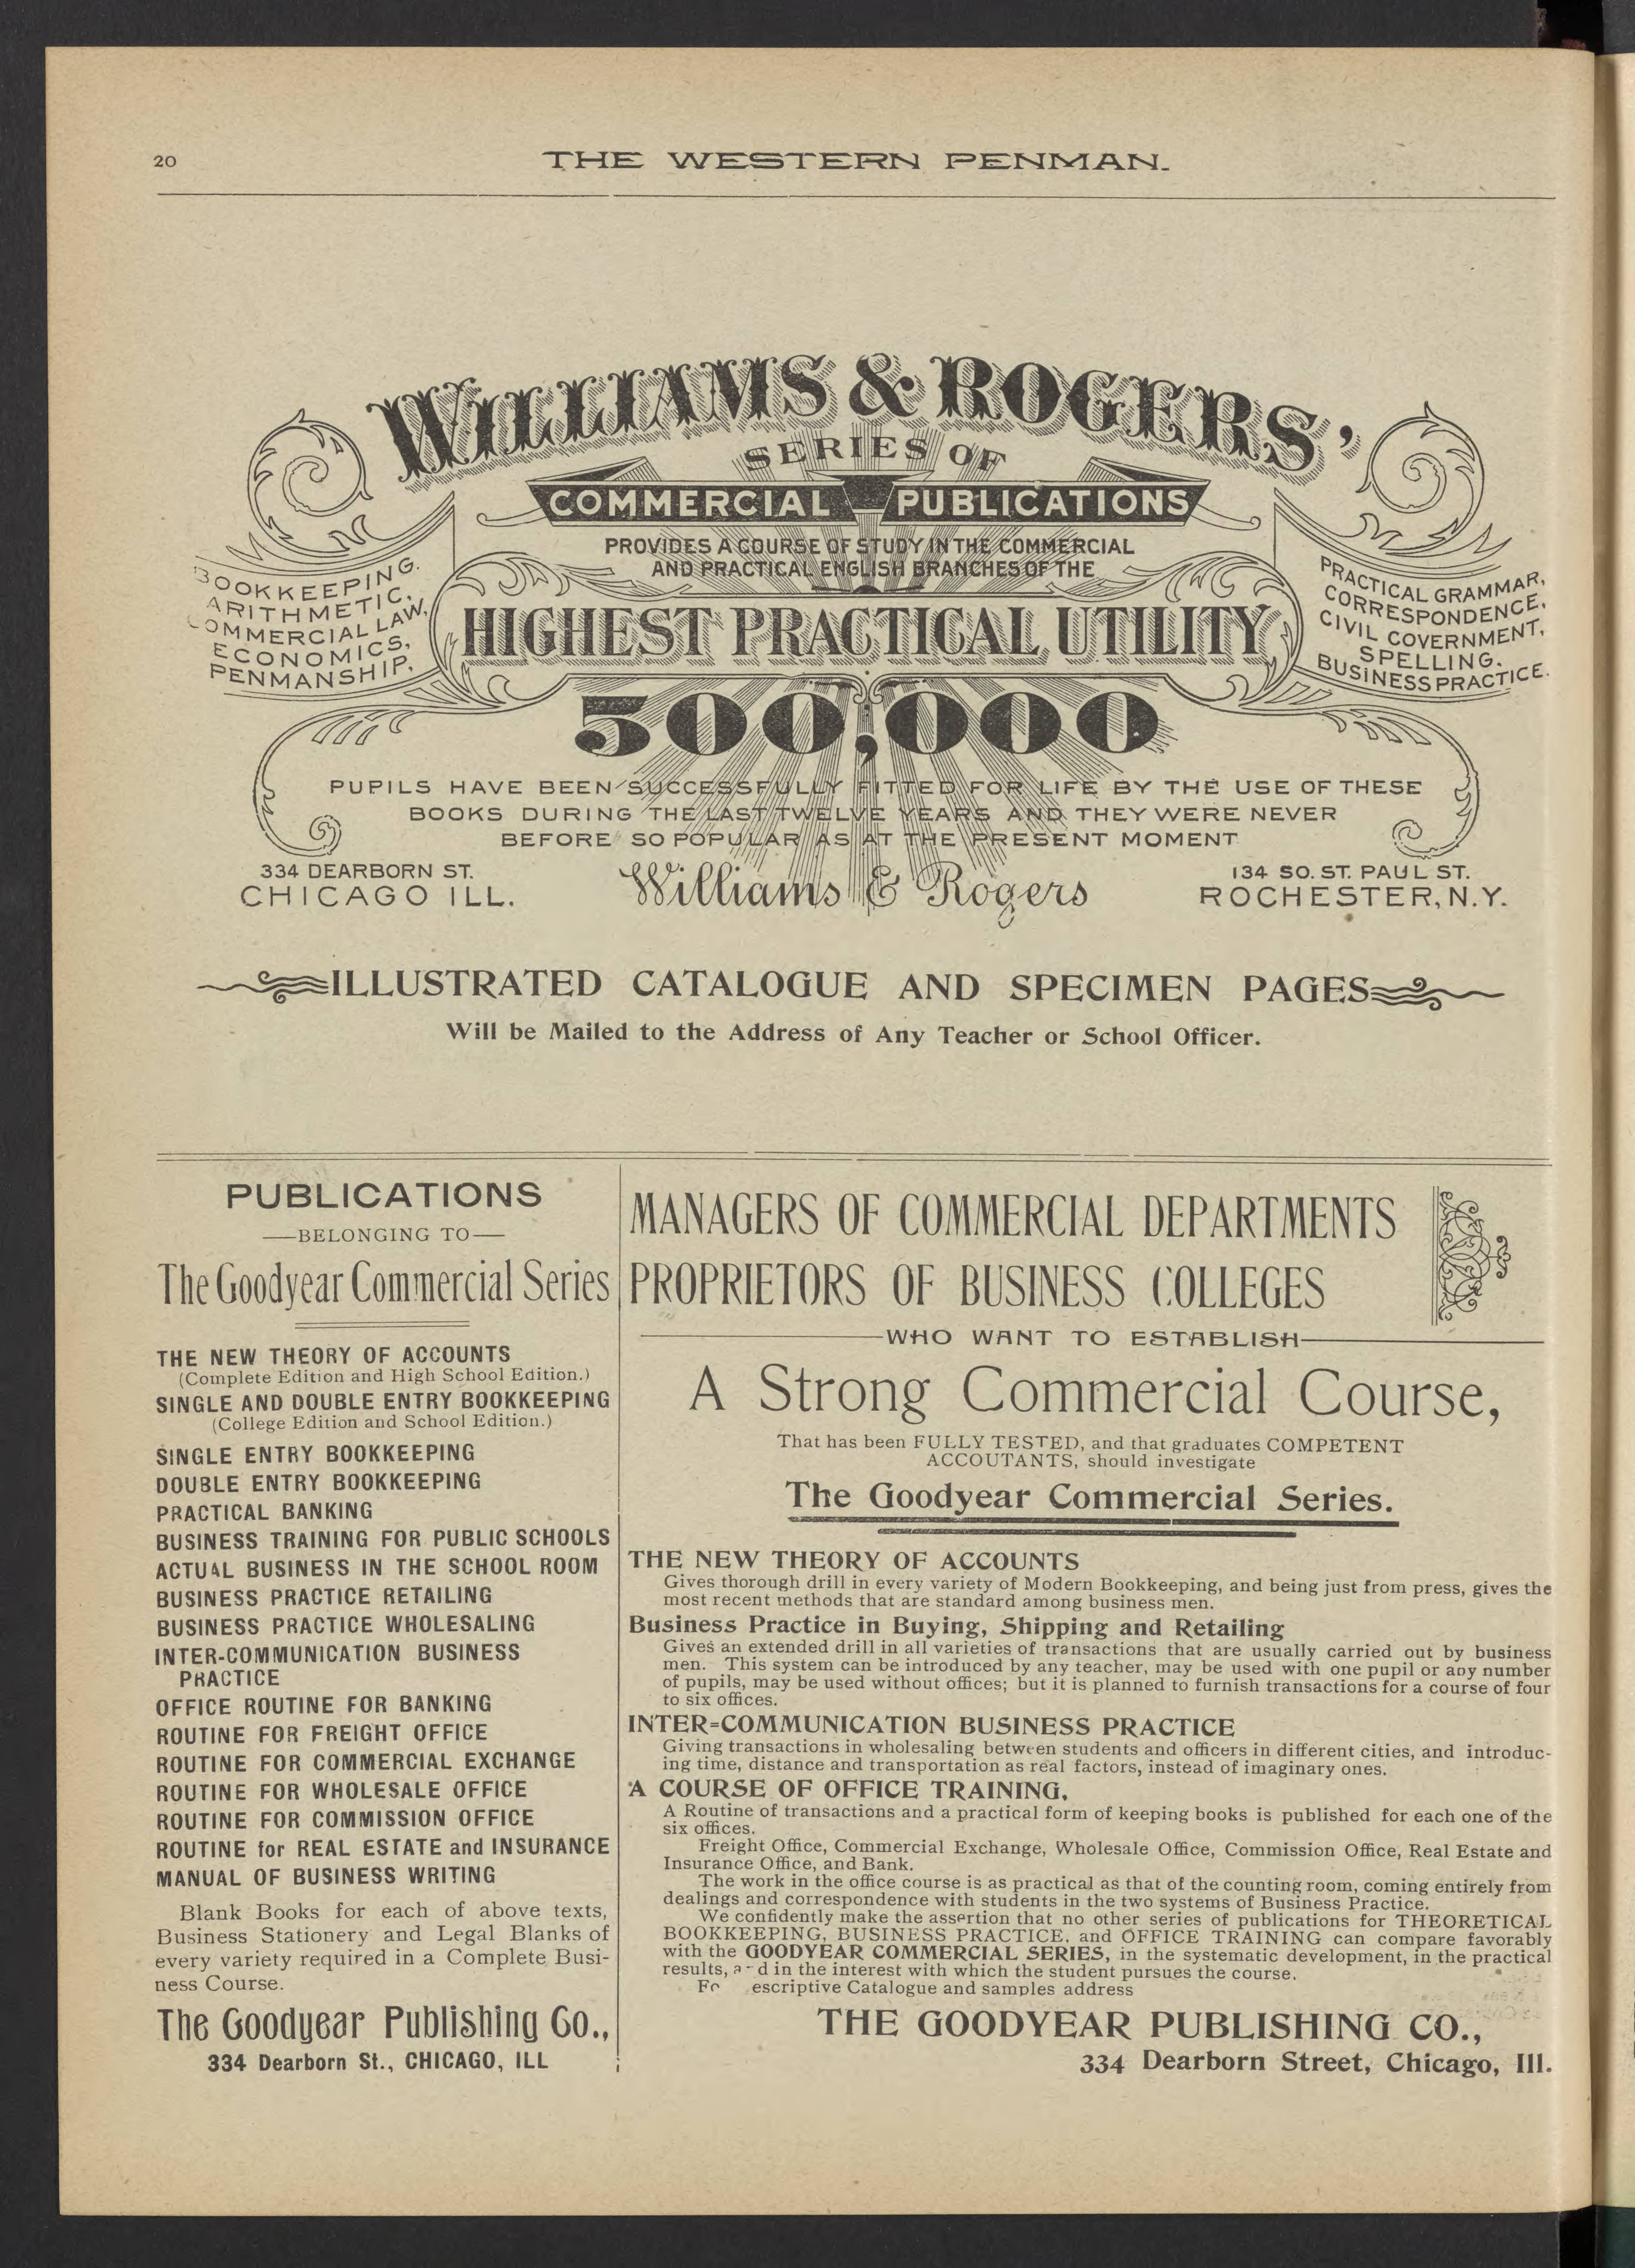 20
THE WESTERN PENMAN.
WILLIAMS & ROGERS'
SERIES OF
COMMERCIAL PUBLICATIONS
PROVIDES A COURSE OF STUDY IN THE COMMERCIAL
AND PRACTICAL ENGLISH BRANCHES OF THE
HIGHEST PRACTICAL UTILITY
BOOKKEEPING.
ARITHMETIC,
COMMERCIAL LAW,
ECONOMICS,
PENMANSHIP,
PRACTICAL GRAMMAR,
CORRESPONDENCE,
CIVIL GOVERNMENT,
SPELLING.
BUSINESS PRACTICE.
500,000
PUPILS HAVE BEEN SUCCESSFULLY FITTED FOR LIFE BY THE USE OF THESE
BOOKS DURING THE LAST TWELVE YEARS AND THEY WERE NEVER
BEFORE SO POPULAR AS AT THE PRESENT MOMENT
334 DEARBORN ST.
CHICAGO ILL.
Williams & Rogers
134 SO. ST. PAUL ST.
ROCHESTER, N.Y.
ILLUSTRATED CATALOGUE AND SPECIMEN PAGES
Will be Mailed to the Address of Any Teacher or School Officer.
PUBLICATIONS
—BELONGING TO—
The Goodyear Commercial Series
THE NEW THEORY OF ACCOUNTS
(Complete Edition and High School Edition.)
SINGLE AND DOUBLE ENTRY BOOKKEEPING
(College Edition and School Edition.)
SINGLE ENTRY BOOKKEEPING
DOUBLE ENTRY BOOKKEEPING
PRACTICAL BANKING
BUSINESS TRAINING FOR PUBLIC SCHOOLS
ACTUAL BUSINESS IN THE SCHOOL ROOM
BUSINESS PRACTICE RETAILING
BUSINESS PRACTICE WHOLESALING
INTER-COMMUNICATION BUSINESS
PRACTICE
OFFICE ROUTINE FOR BANKING
ROUTINE FOR FREIGHT OFFICE
ROUTINE FOR COMMERCIAL EXCHANGE
ROUTINE FOR WHOLESALE OFFICE
ROUTINE FOR COMMISSION OFFICE
ROUTINE for REAL ESTATE and INSURANCE
MANUAL OF BUSINESS WRITING
Blank Books for each of above texts,
Business Stationery and Legal Blanks of
every variety required in a Complete Busi-
ness Course.
The Goodyear Publishing Co.,
334 Dearborn St., CHICAGO, ILL
MANAGERS OF COMMERCIAL DEPARTMENTS
PROPRIETORS OF BUSINESS COLLEGES
WHO WANT TO ESTABLISH
A Strong Commercial Course,
That has been FULLY TESTED, and that graduates COMPETENT
ACCOUTANTS, should investigate
The Goodyear Commercial Series.
THE NEW THEORY OF ACCOUNTS
Gives thorough drill in every variety of Modern Bookkeeping, and being just from press, gives the
most recent methods that are standard among business men.
Business Practice in Buying, Shipping and Retailing
Gives an extended drill in all varieties of transactions that are usually carried out by business
men. This system can be introduced by any teacher, may be used with one pupil or any number
of pupils, may be used without offices; but it is planned to furnish transactions for a course of four
to six offices.
INTER=COMMUNICATION BUSINESS PRACTICE
Giving transactions in wholesaling between students and officers in different cities, and introduc-
ing time, distance and transportation as real factors, instead of imaginary ones.
A COURSE OF OFFICE TRAINING,
A Routine of transactions and a practical form of keeping books is published for each one of the
six offices.
Freight Office, Commercial Exchange, Wholesale Office, Commission Office, Real Estate and
Insurance Office, and Bank.
The work in the office course is as practical as that of the counting room, coming entirely from
dealings and correspondence with students in the two systems of Business Practice.
We confidently make the assertion that no other series of publications for THEORETICAL
BOOKKEEPING, BUSINESS PRACTICE, and OFFICE TRAINING can compare favorably
with the GOODYEAR COMMERCIAL SERIES, in the systematic development, in the practical
results, a d in the interest with which the student pursues the course.
Fo escriptive Catalogue and samples address
THE GOODYEAR PUBLISHING CO.,
334 Dearborn Street, Chicago, Ill.